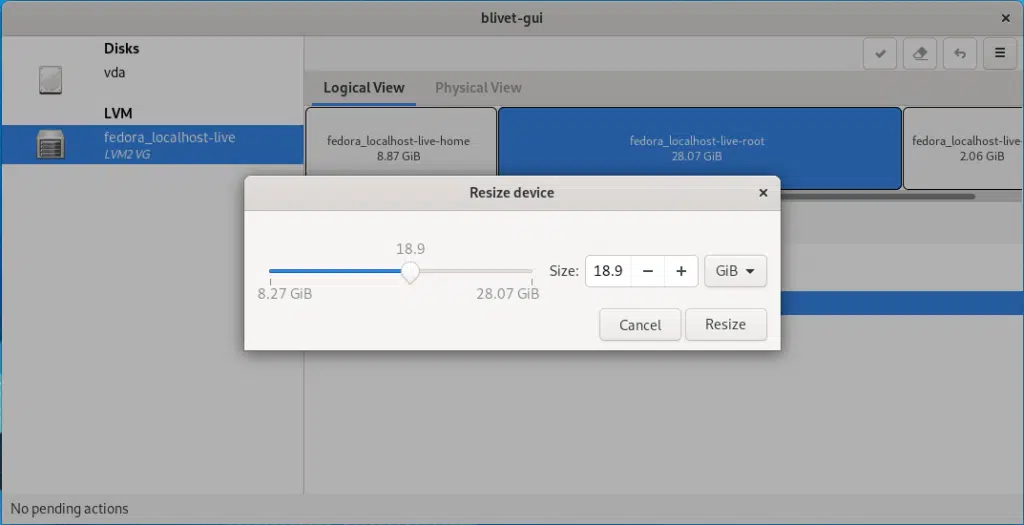 blivet-gui
Disks
vda
LVM
fedora_localhost-live
LVM2 VG
Logical View
Physical View
fedora_localhost-live-home
8.87 GiB
fedora_localhost-live-root
28.07 GiB
fedora_localhost-live-
2.06 GiB
Resize device
18.9
8.27 GiB
28.07 GiB
Size:
18.9
GiB
Cancel
Resize
No pending actions